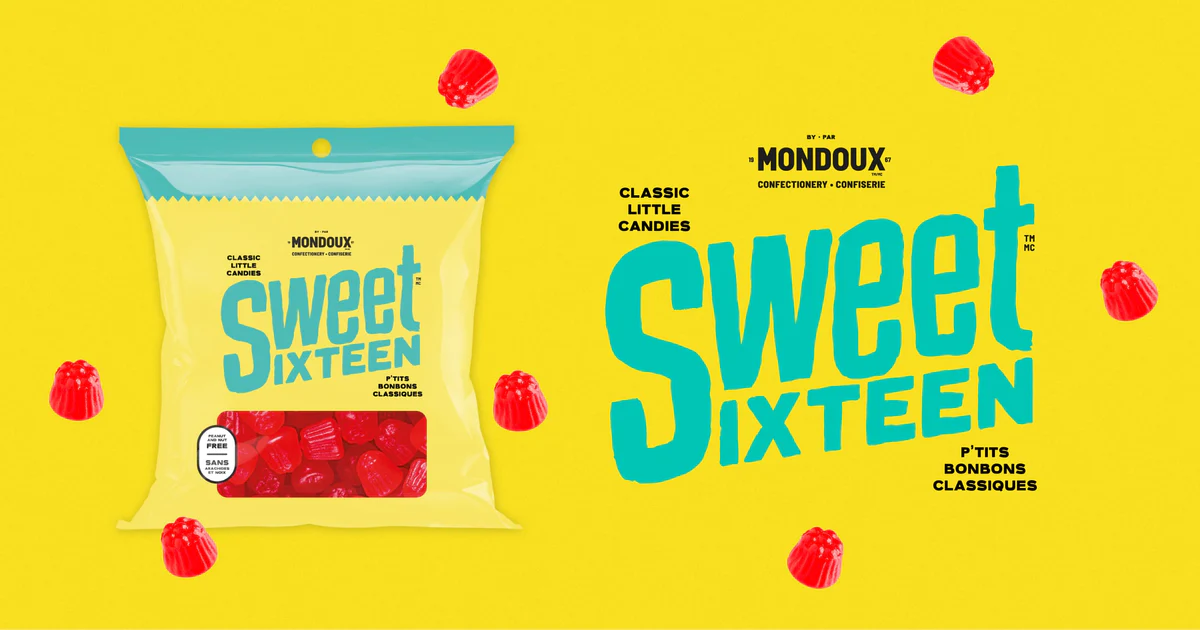 BY • PAR
MONDOUX
CONFECTIONERY • CONFISERIE
CLASSIC
LITTLE
CANDIES
Sweet
TM
MC
SIXTEEN
P'TITS
BONBONS
CLASSIQUES
PEANUT
AND NUT
FREE
SANS
ARACHIDES
ET NOIX
BY • PAR
19 MONDOUX 67
TM/MC
CONFECTIONERY • CONFISERIE
CLASSIC
LITTLE
CANDIES
Sweet
TM
MC
SIXTEEN
P'TITS
BONBONS
CLASSIQUES